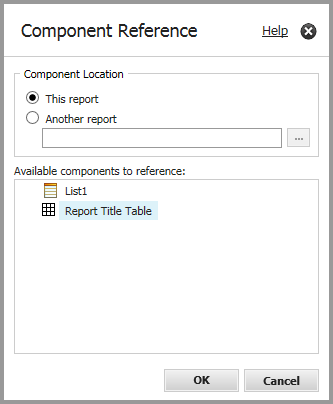 Component Reference Help
Component Location
This report
Another report
...
Available components to reference:
List1
Report Title Table
OK Cancel